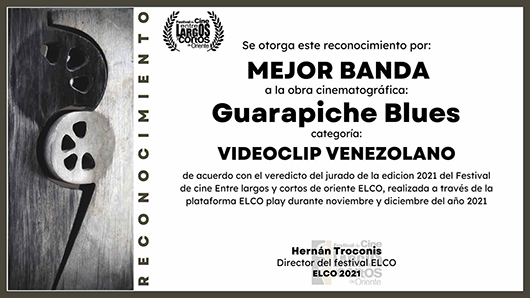 RECONOCIMIENTO
Festival de Cine
entre
LARGOS
y
CORTOS
de Oriente
Se otorga este reconocimiento por:
MEJOR BANDA
a la obra cinematográfica:
Guarapiche Blues
categoría:
VIDEOCLIP VENEZOLANO
de acuerdo con el veredicto del jurado de la edicion 2021 del Festival
de cine Entre largos y cortos de oriente ELCO, realizada a través de la
plataforma ELCO play durante noviembre y diciembre del año 2021
Hernán Troconis
Director del festival ELCO
ELCO 2021